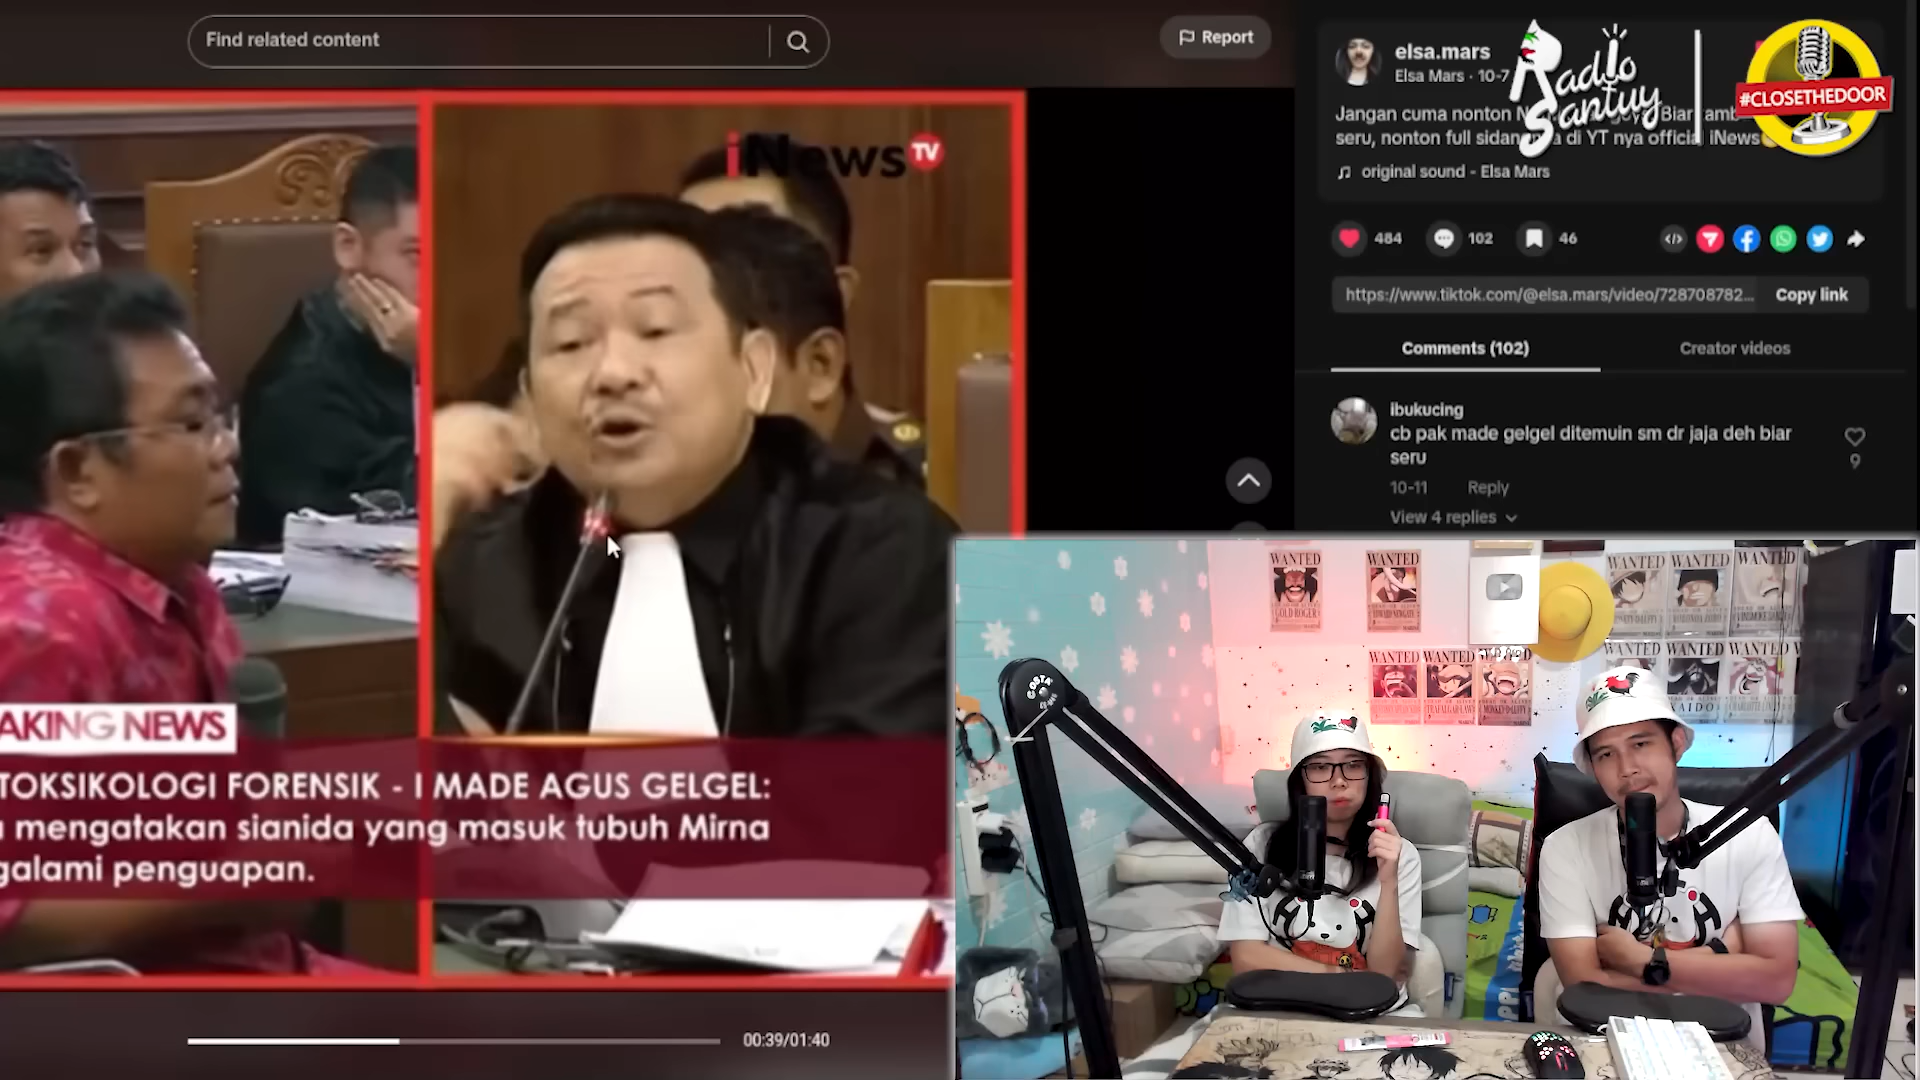 Find related content
Report
iNews TV
AKING NEWS
TOKSIKOLOGI FORENSIK - I MADE AGUS GELGEL:
mengatakan sianida yang masuk tubuh Mirna
galami penguapan.
00:39/01:40
elsa.mars
Elsa Mars · 10-7
Jangan cuma nonton
Biar
seru, nonton full
di YT nya official iNews
original sound - Elsa Mars
Radio
Santuy
#CLOSETHEDOOR
484
102
46
https://www.tiktok.com/@elsa.mars/video/728708782...
Copy link
Comments (102)
Creator videos
ibukucing
cb pak made gelgel ditemuin sm dr jaja deh biar
seru
9
10-11
Reply
View 4 replies
WANTED
GOLD ROGER
WANTED
WANTED
WANTED
WANTED
WANTED
WANTED
WANTED
WANTED
WANTED
KAIDO
COSTA